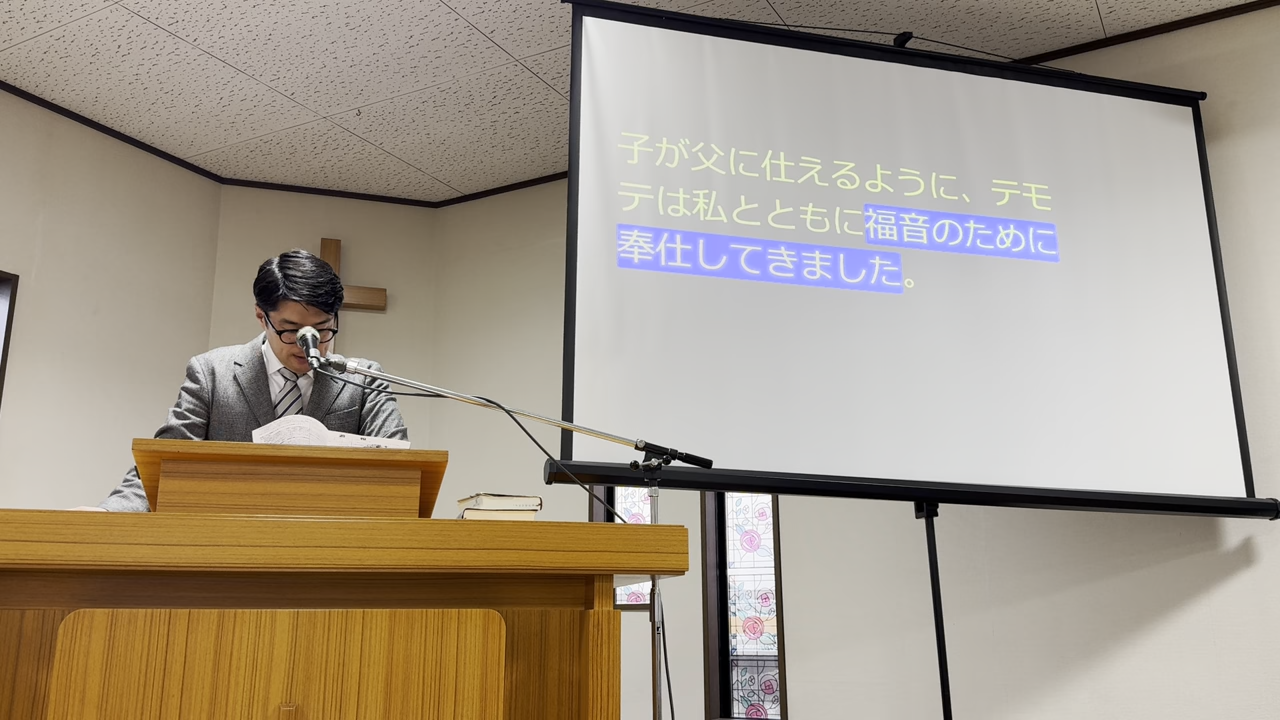 子が父に仕えるように、テモ
テは私とともに福音のために
奉仕してきました。